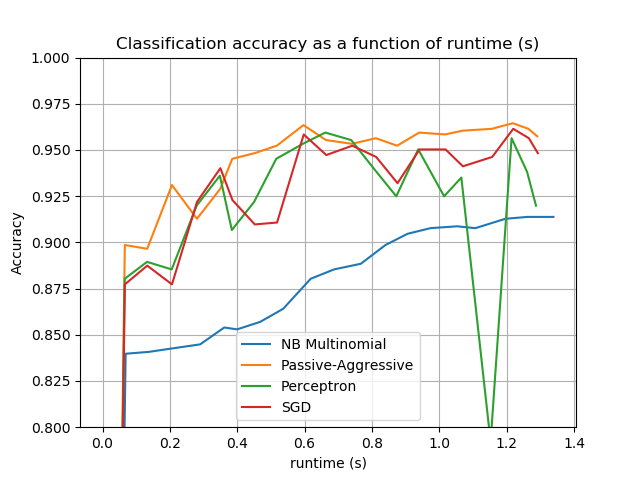 Classification accuracy as a function of runtime (s)
1.000
0.975
0.950
0.925
0.900
0.875
0.850
0.825
0.800
Accuracy
NB Multinomial
Passive-Aggressive
Perceptron
SGD
0.0 0.2 0.4 0.6 0.8 1.0 1.2 1.4
runtime (s)